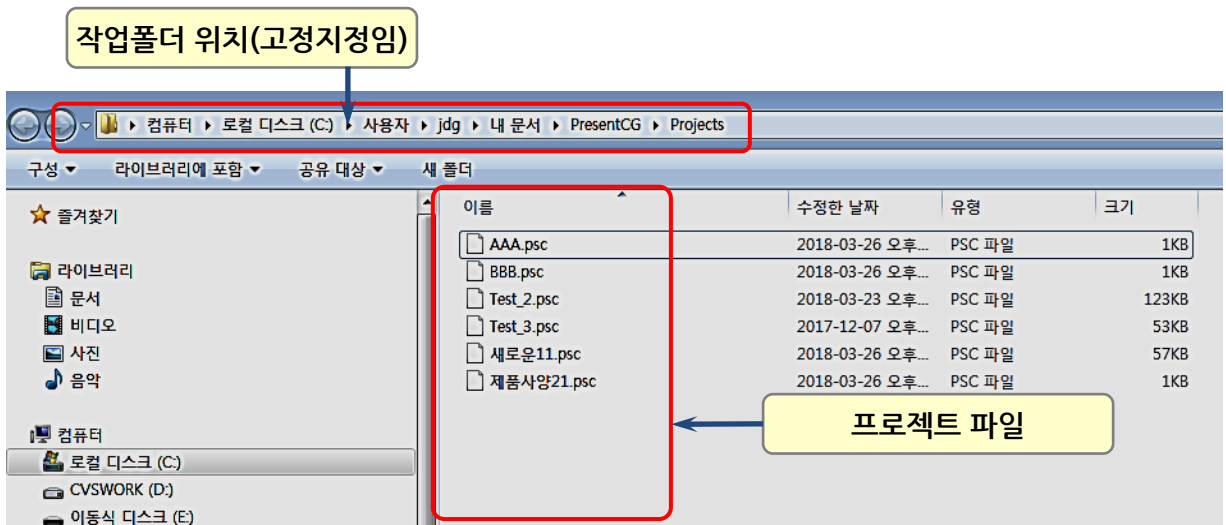 작업폴더 위치(고정지정임)
컴퓨터 ▸ 로컬 디스크 (C:) ▸ 사용자 ▸ jdg ▸ 내 문서 ▸ PresentCG ▸ Projects
구성 ▾ 라이브러리에 포함 ▾ 공유 대상 ▾ 새 폴더
즐겨찾기
라이브러리
문서
비디오
사진
음악
컴퓨터
로컬 디스크 (C:)
CVSWORK (D:)
이동식 디스크 (E:)
이름 수정한 날짜 유형 크기
AAA.psc 2018-03-26 오후... PSC 파일 1KB
BBB.psc 2018-03-26 오후... PSC 파일 1KB
Test_2.psc 2018-03-23 오후... PSC 파일 123KB
Test_3.psc 2017-12-07 오후... PSC 파일 53KB
새로운11.psc 2018-03-26 오후... PSC 파일 57KB
제품사양21.psc 2018-03-26 오후... PSC 파일 1KB
프로젝트 파일